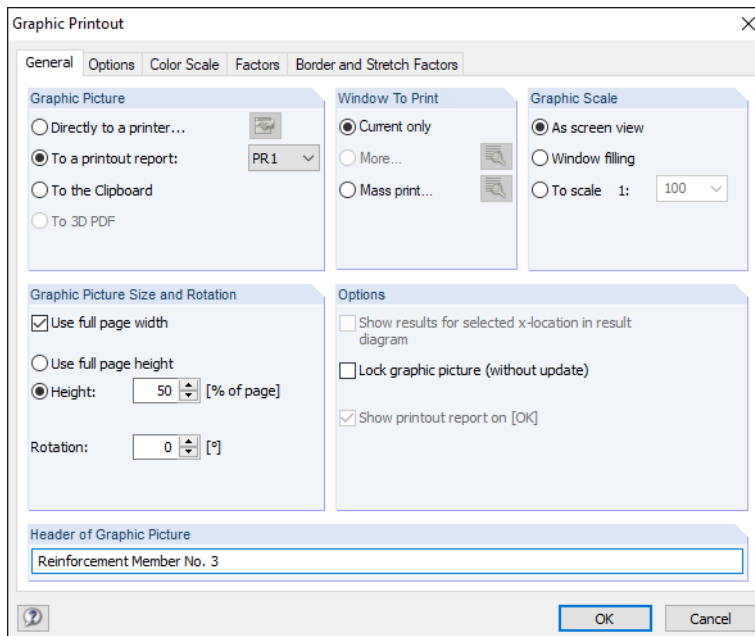 Graphic Printout
General
Options
Color Scale
Factors
Border and Stretch Factors
Graphic Picture
Directly to a printer...
To a printout report:
PR1
To the Clipboard
To 3D PDF
Window To Print
Current only
More...
Mass print...
Graphic Scale
As screen view
Window filling
To scale 1:
100
Graphic Picture Size and Rotation
Use full page width
Use full page height
Height:
50
[% of page]
Rotation:
0
[°]
Options
Show results for selected x-location in result
diagram
Lock graphic picture (without update)
Show printout report on [OK]
Header of Graphic Picture
Reinforcement Member No. 3
OK
Cancel